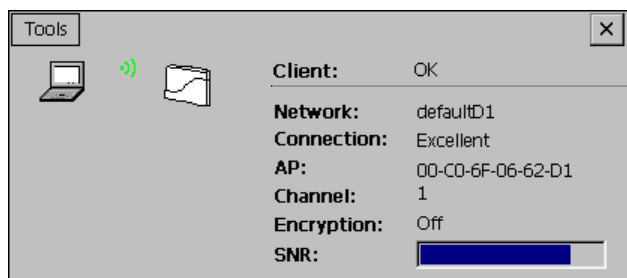 Tools
Client: OK
Network: defaultD1
Connection: Excellent
AP: 00-C0-6F-06-62-D1
Channel: 1
Encryption: Off
SNR: